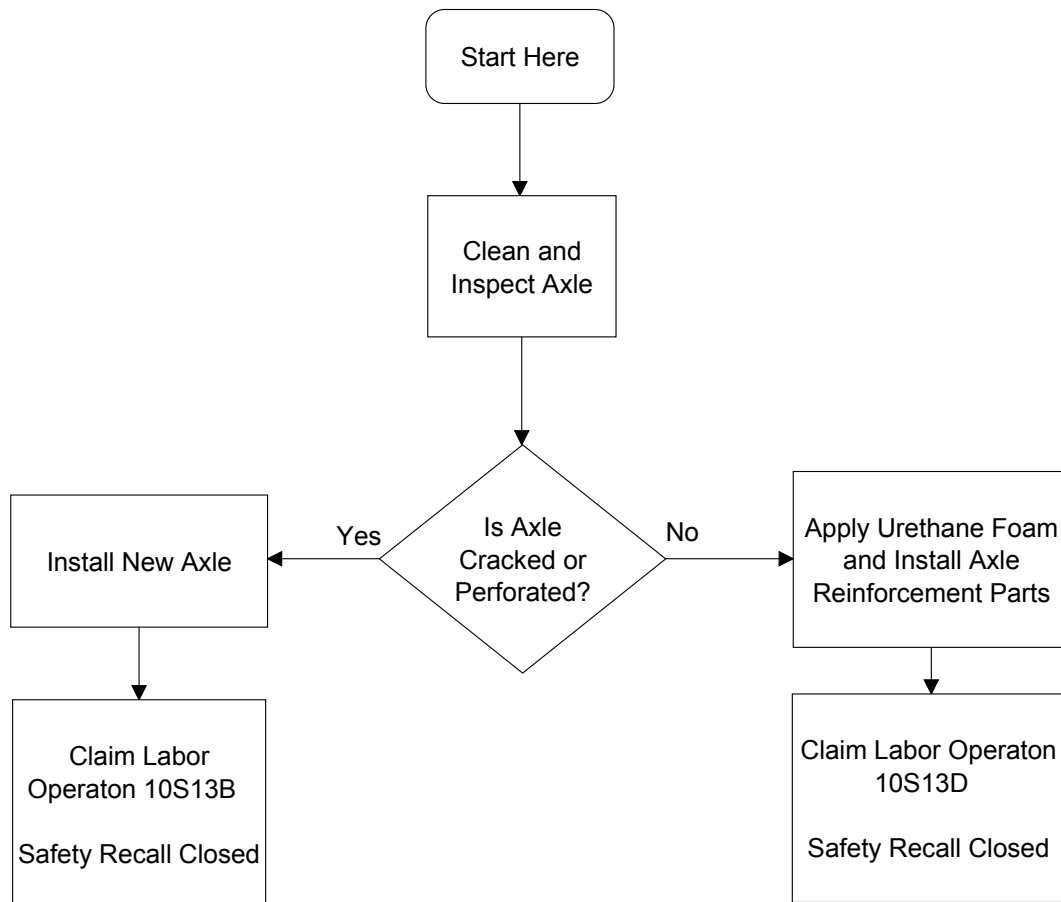 Start Here
Clean and
Inspect Axle
Is Axle
Cracked or
Perforated?
Yes
No
Install New Axle
Apply Urethane Foam
and Install Axle
Reinforcement Parts
Claim Labor
Operaton 10S13B
Safety Recall Closed
Claim Labor Operaton
10S13D
Safety Recall Closed